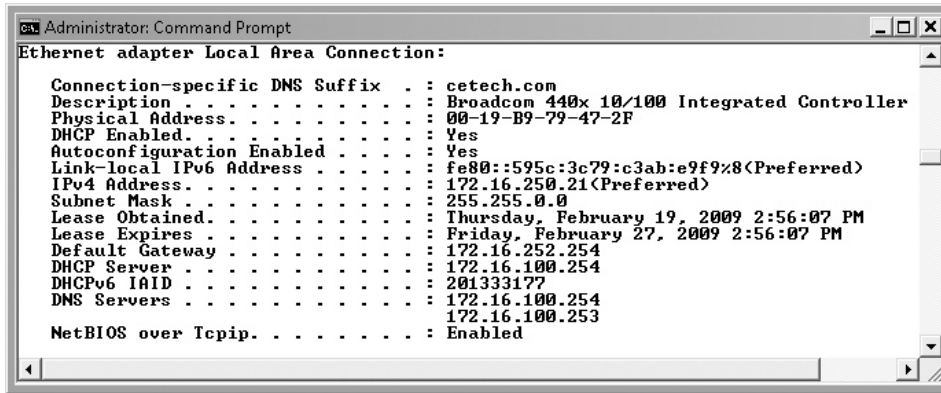 Administrator: Command Prompt
Ethernet adapter Local Area Connection:
Connection-specific DNS Suffix . : cetech.com
Description . . . . . . . . . . . : Broadcom 440x 10/100 Integrated Controller
Physical Address. . . . . . . . . : 00-19-B9-79-47-2F
DHCP Enabled. . . . . . . . . . . : Yes
Autoconfiguration Enabled . . . . : Yes
Link-local IPv6 Address . . . . . : fe80::595c:3c79:c3ab:e9f9%8(Preferred)
IPv4 Address. . . . . . . . . . . : 172.16.250.21(Preferred)
Subnet Mask . . . . . . . . . . . : 255.255.0.0
Lease Obtained. . . . . . . . . . : Thursday, February 19, 2009 2:56:07 PM
Lease Expires . . . . . . . . . . : Friday, February 27, 2009 2:56:07 PM
Default Gateway . . . . . . . . . : 172.16.252.254
DHCP Server . . . . . . . . . . . : 172.16.100.254
DHCPv6 IAID . . . . . . . . . . . : 201333177
DNS Servers . . . . . . . . . . . : 172.16.100.254
172.16.100.253
NetBIOS over Tcpip. . . . . . . . : Enabled